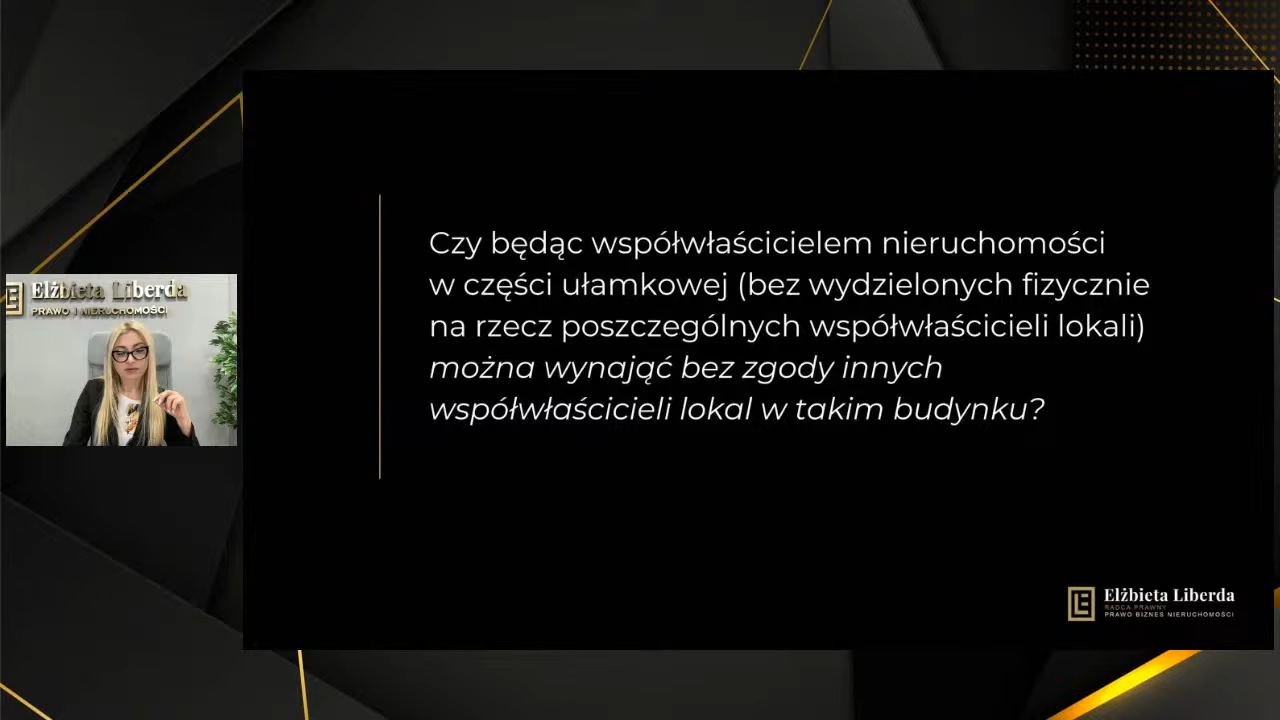 Elżbieta Liberda
PRAWO I NIERUCHOMOŚCI
Czy będąc współwłaścicielem nieruchomości
w części ułamkowej (bez wydzielonych fizycznie
na rzecz poszczególnych współwłaścicieli lokali)
można wynająć bez zgody innych
współwłaścicieli lokal w takim budynku?
Elżbieta Liberda
RADCA PRAWNY
PRAWO BIZNES NIERUCHOMOŚCI